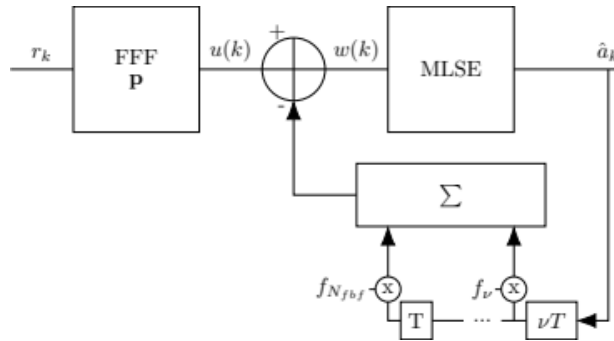 r_k
FFF
p
u(k)
+
-
w(k)
MLSE
â_k
Σ
f_{N_{fbf}}
x
f_ν
x
T
...
νT